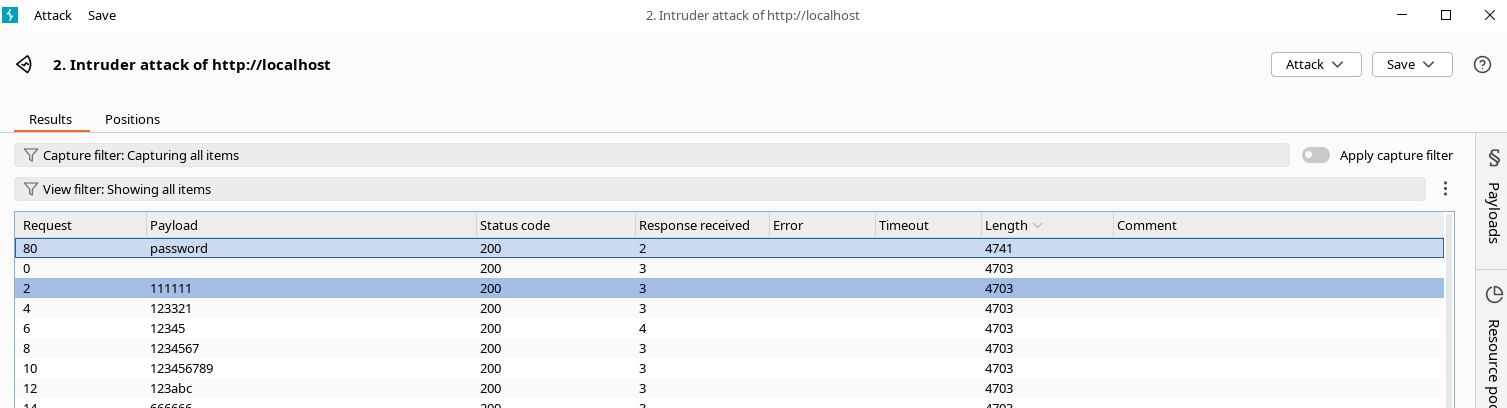 Attack Save 2. Intruder attack of http://localhost
2. Intruder attack of http://localhost Attack Save
Results Positions
Capture filter: Capturing all items Apply capture filter
View filter: Showing all items
Request Payload Status code Response received Error Timeout Length Comment
80 password 200 2 4741
0 200 3 4703
2 111111 200 3 4703
4 123321 200 3 4703
6 12345 200 4 4703
8 1234567 200 3 4703
10 123456789 200 3 4703
12 123abc 200 3 4703
14 666666 200 3 4703
Payloads
Resource poo